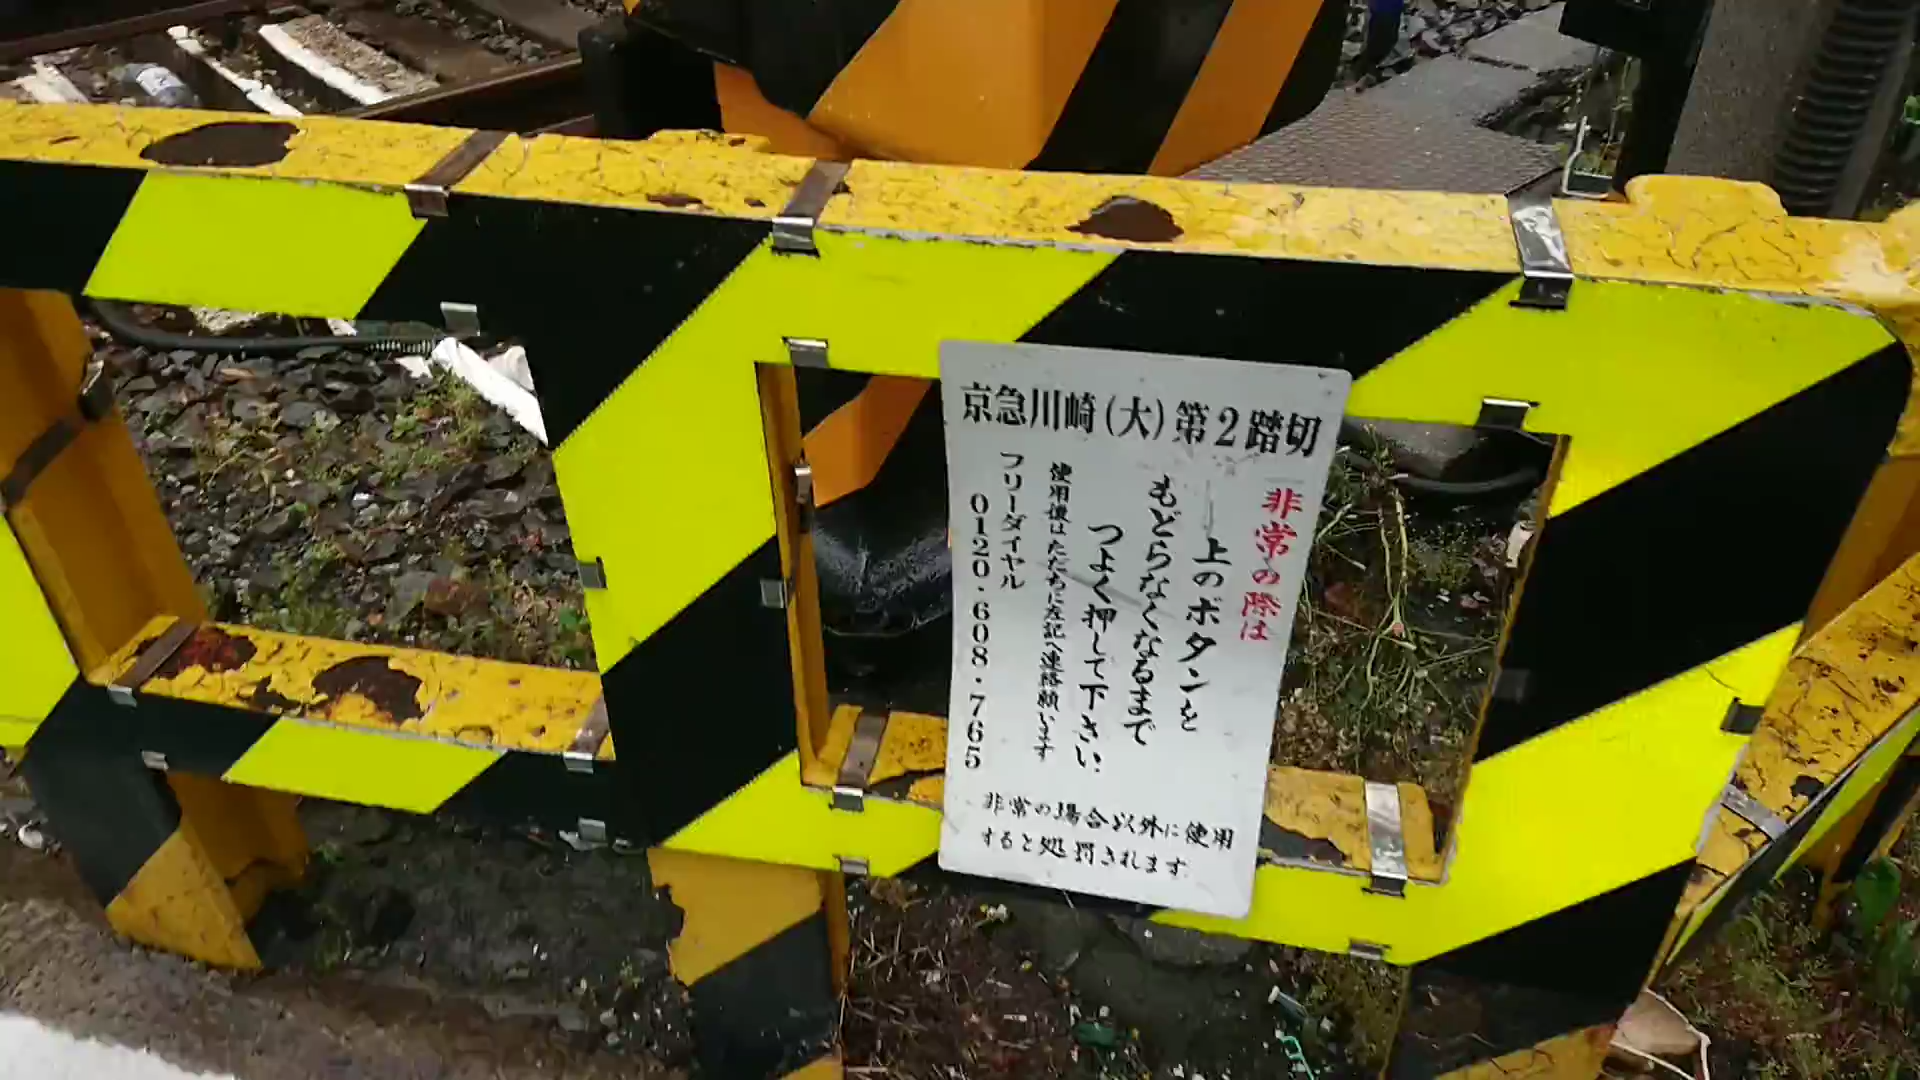 京急川崎(大)第2踏切
非常の際は
上のボタンを
もどらなくなるまで
つよく押して下さい
使用後はただちに左記へ連絡願います
フリーダイヤル
0120・608・765
非常の場合以外に使用
すると処罰されます